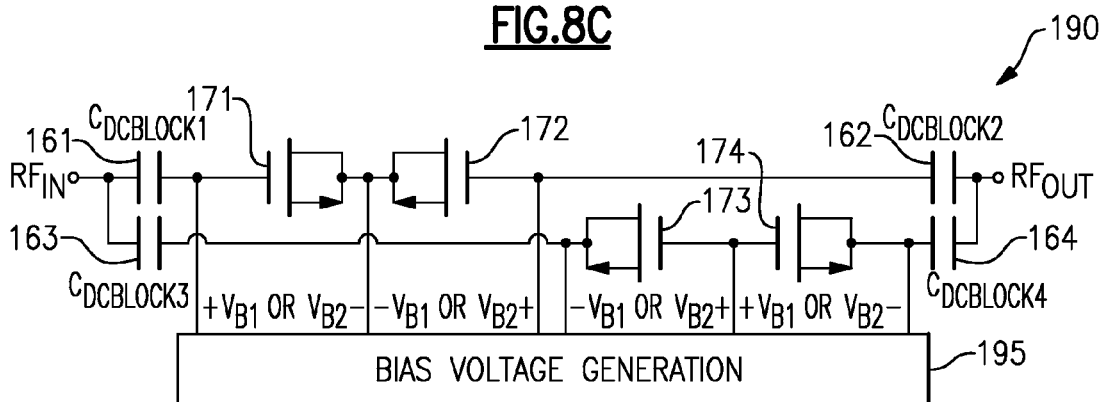 FIG.8C
190
171
CDCBLOCK1
161
172
CDCBLOCK2
162
174
RFIN
RFOUT
173
163
164
CDCBLOCK3
CDCBLOCK4
+VB1 OR VB2- -VB1 OR VB2+ -VB1 OR VB2+ +VB1 OR VB2-
BIAS VOLTAGE GENERATION
195